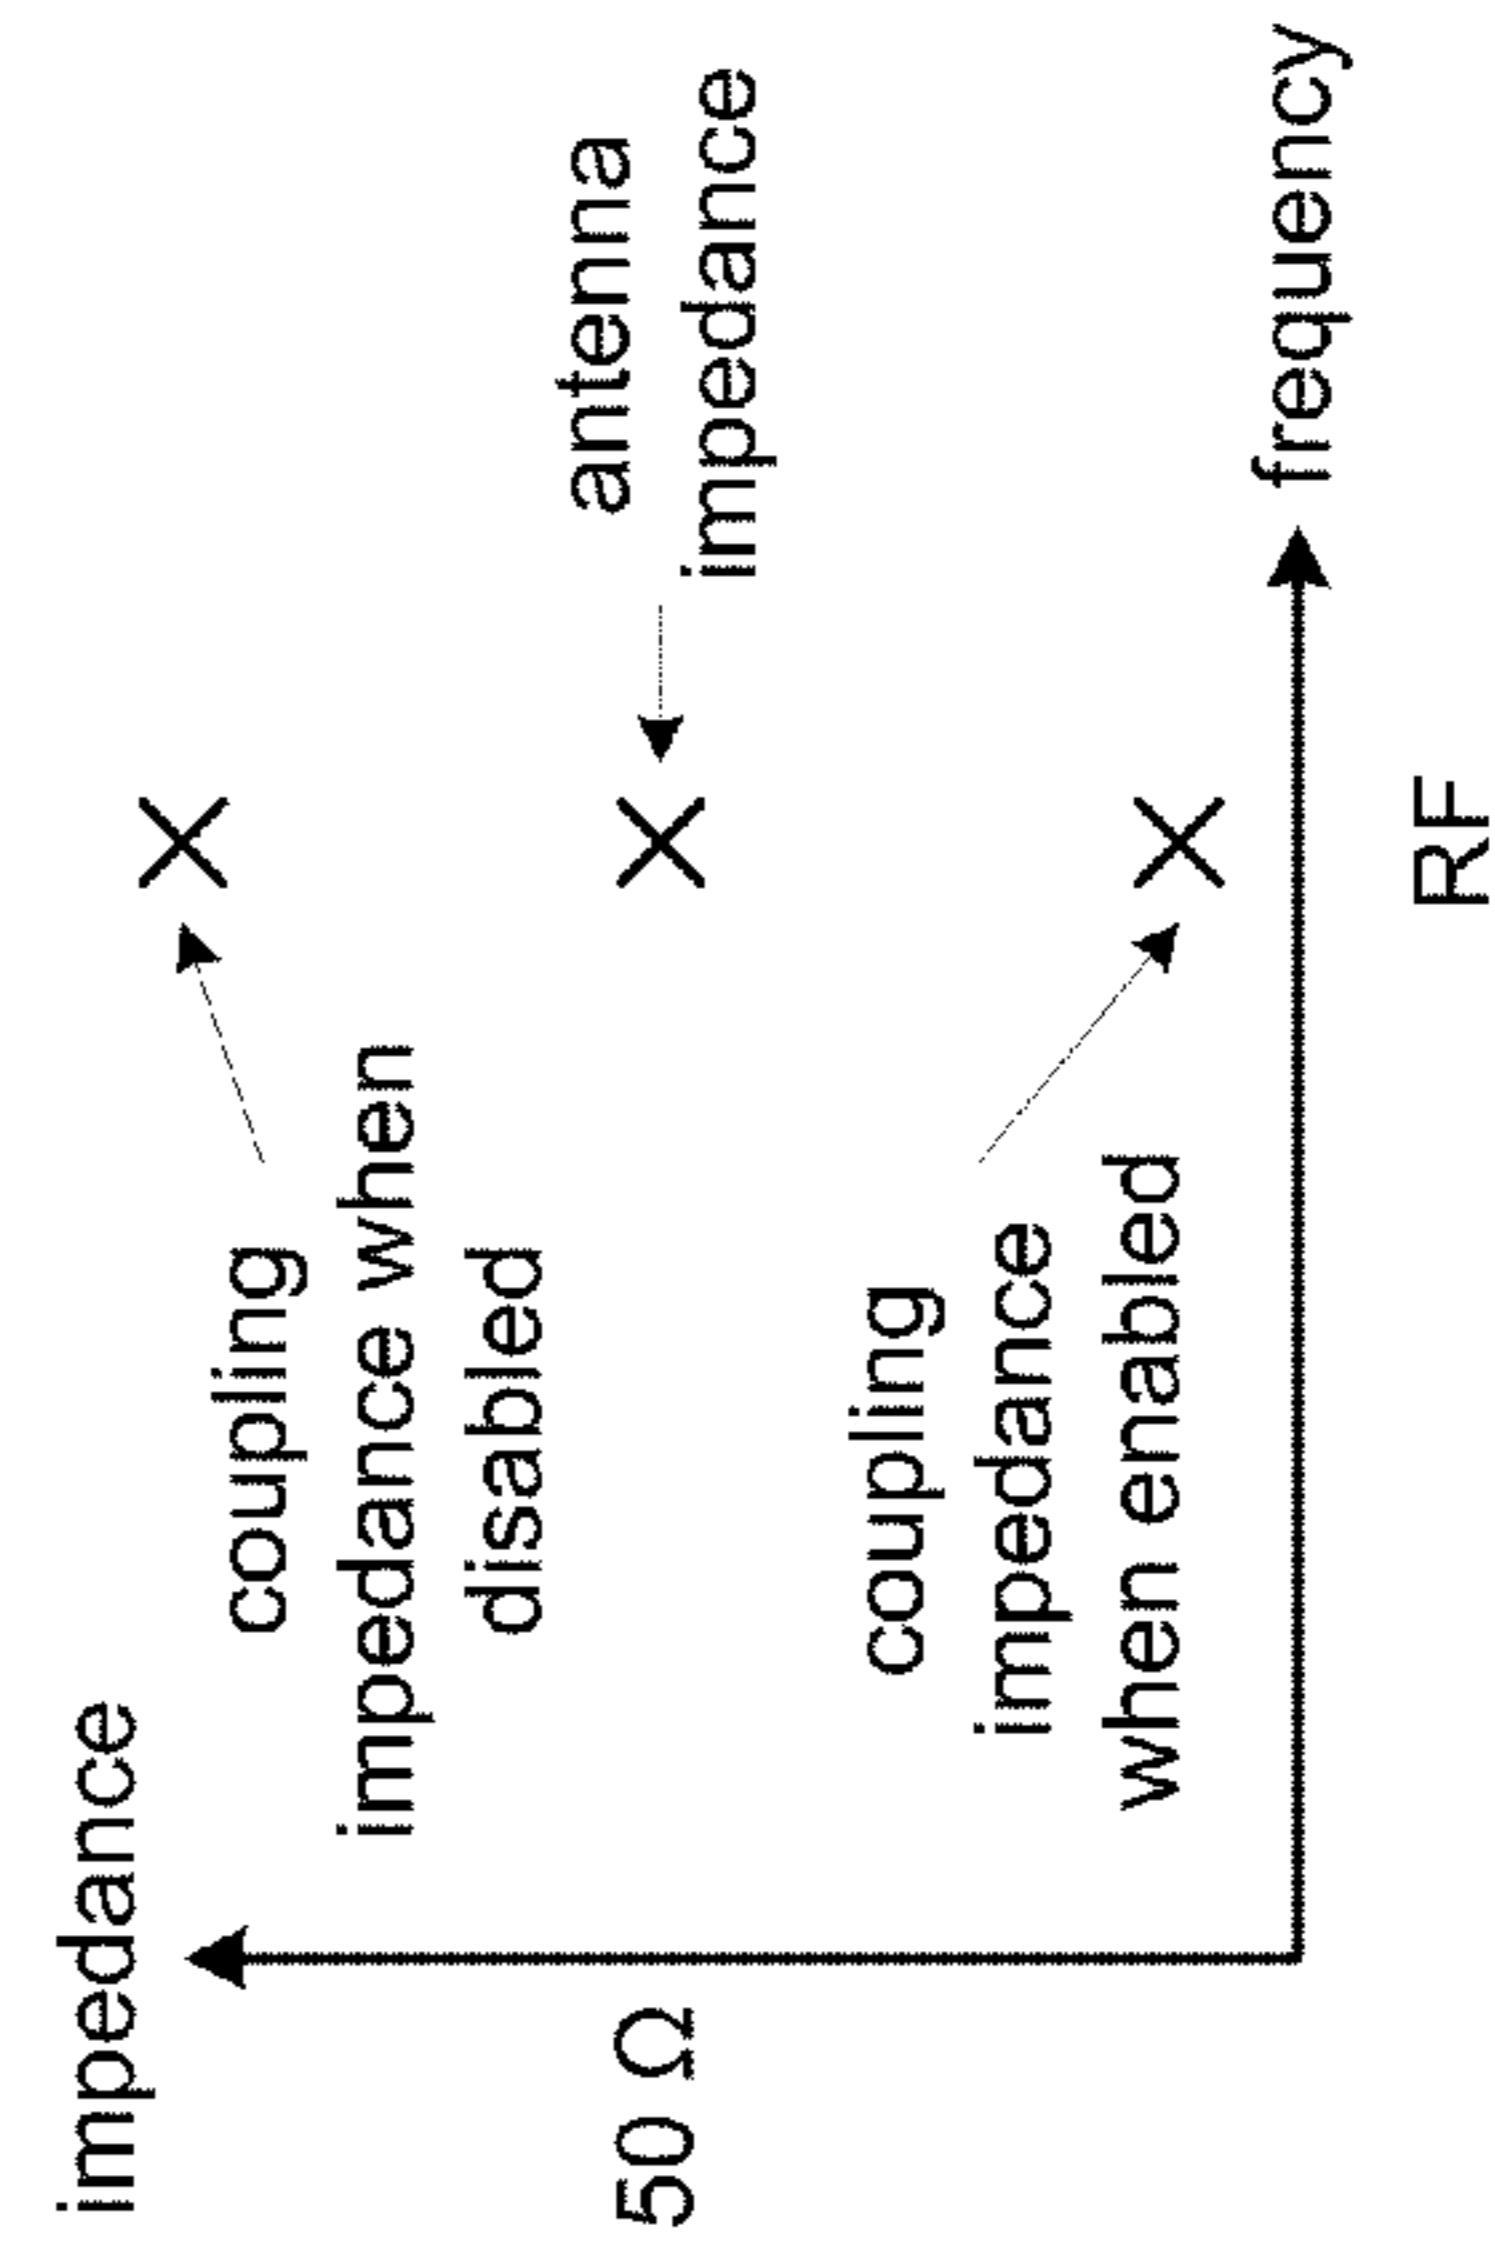 impedance
coupling
impedance when
disabled
50 Ω
antenna
impedance
coupling
impedance
when enabled
frequency
RF